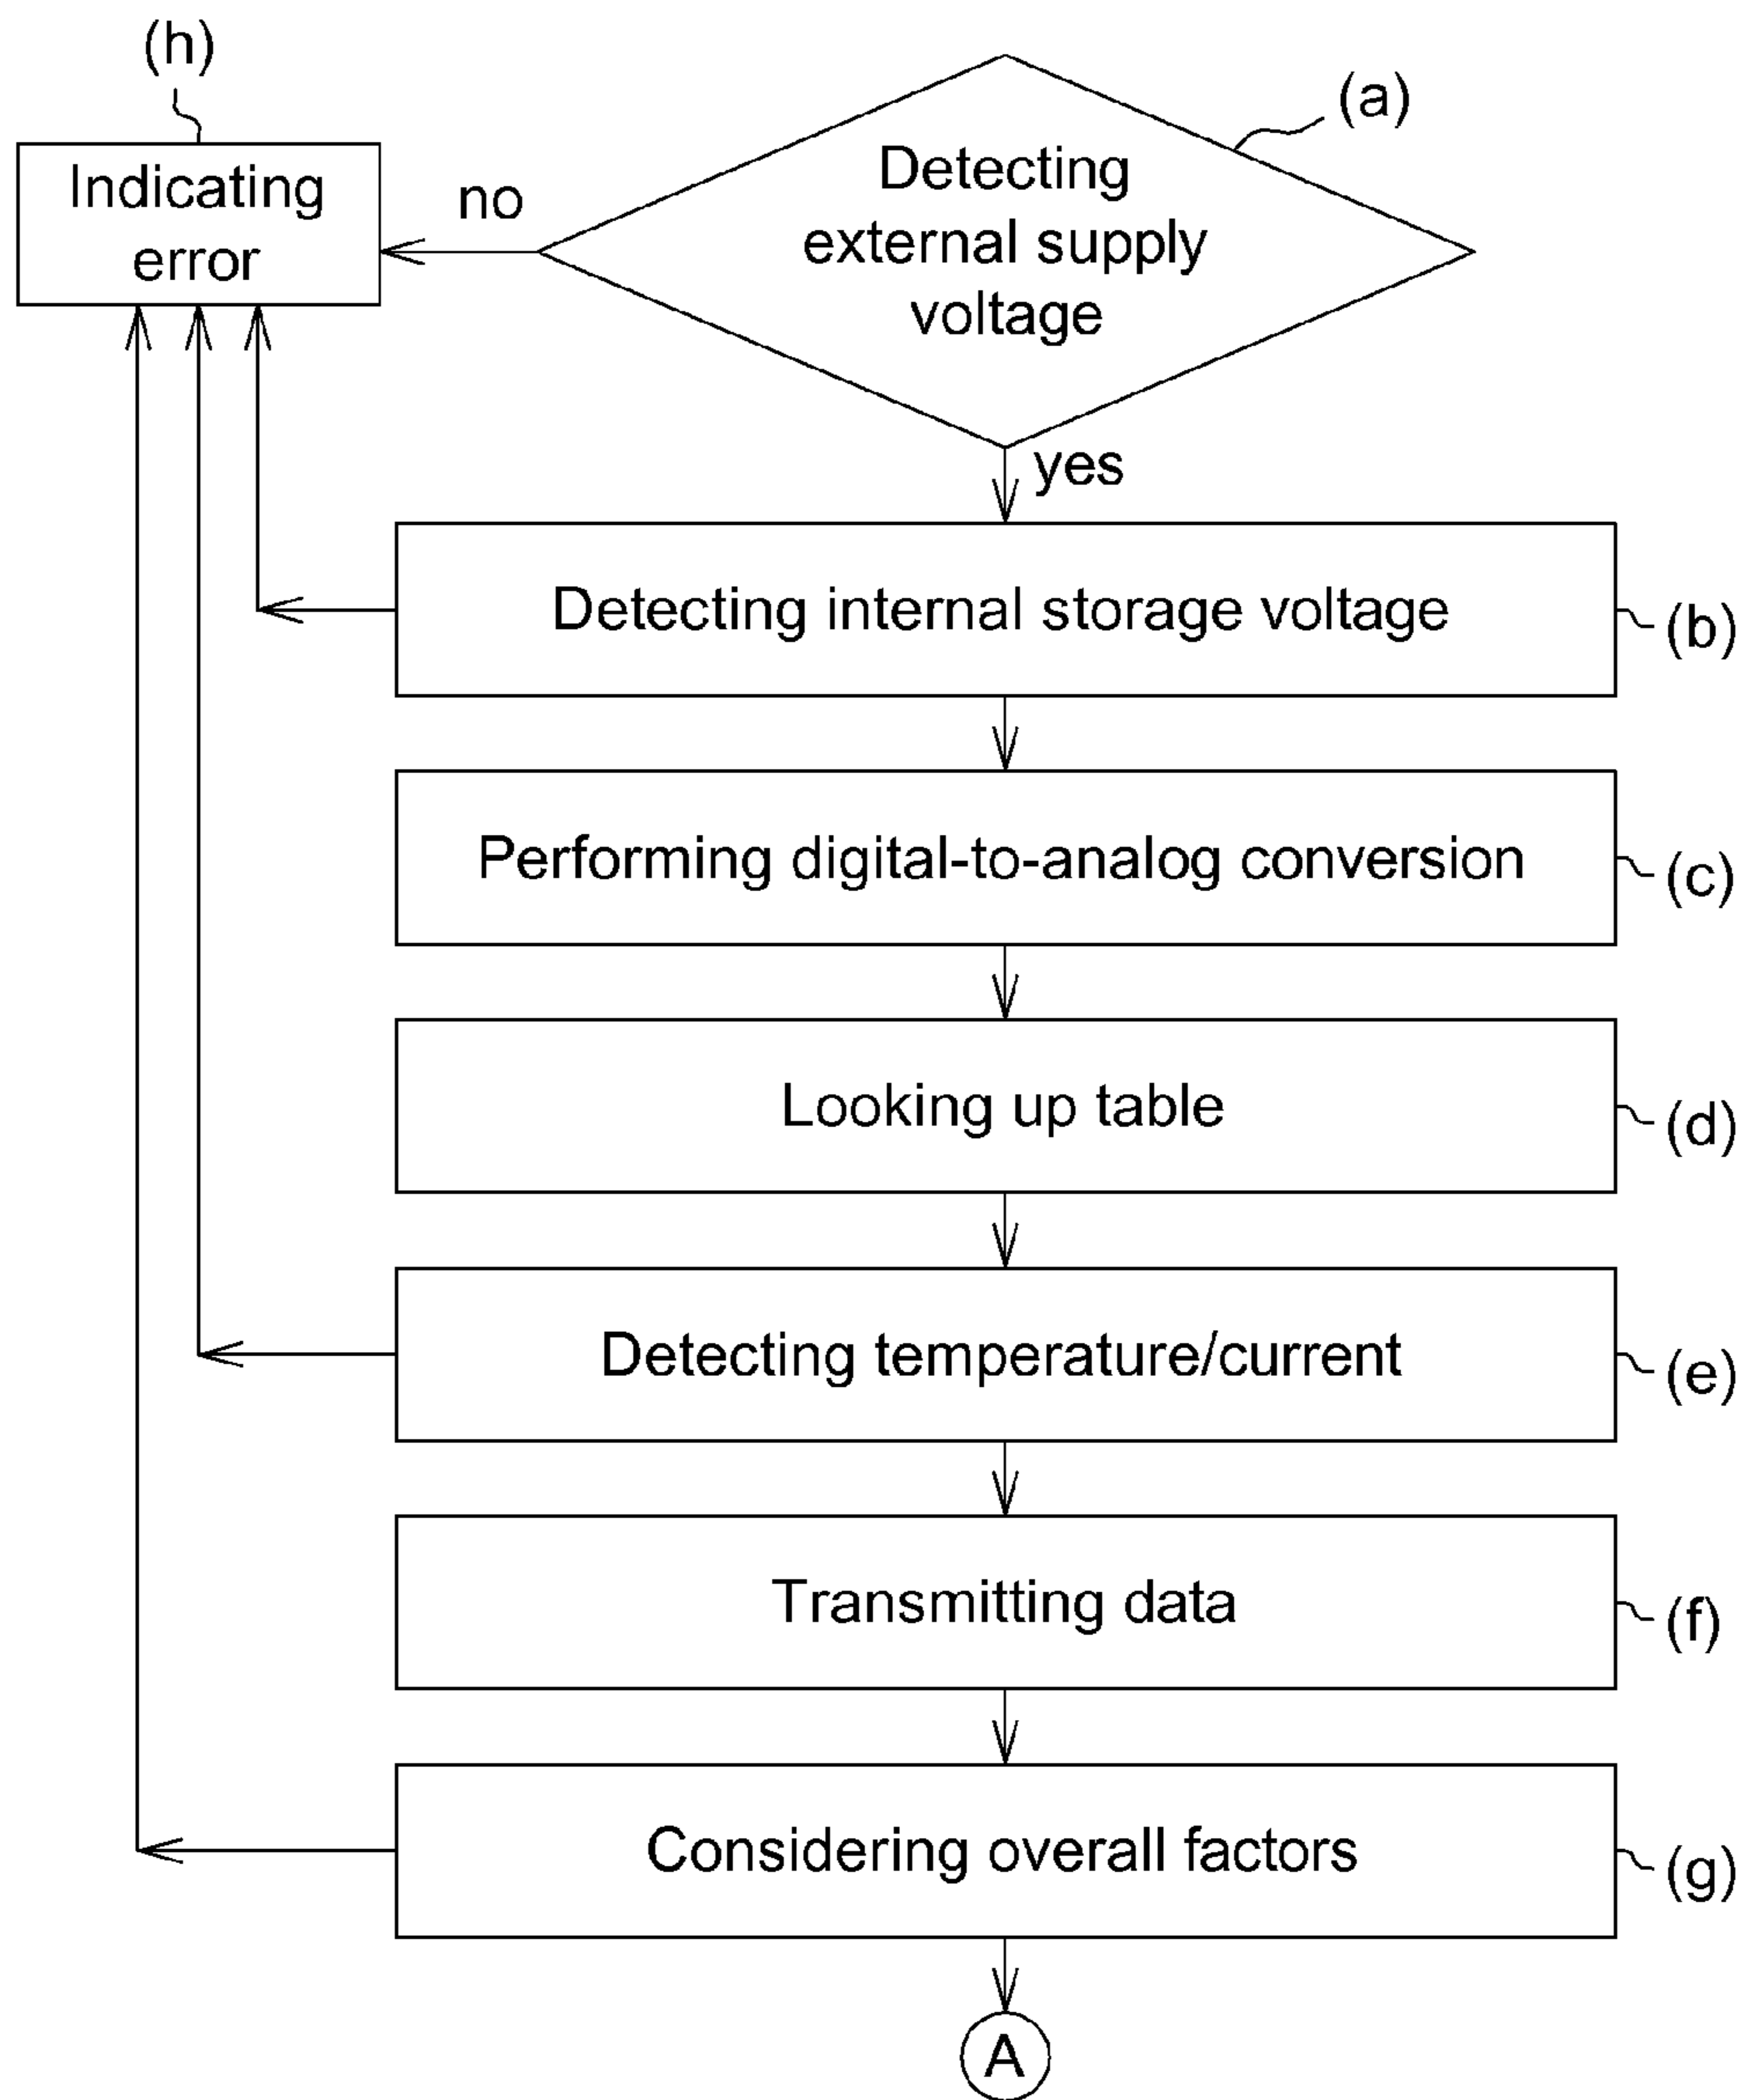 (h)
(a)
Indicating
error
no
Detecting
external supply
voltage
yes
Detecting internal storage voltage
(b)
Performing digital-to-analog conversion
(c)
Looking up table
(d)
Detecting temperature/current
(e)
Transmitting data
(f)
Considering overall factors
(g)
A